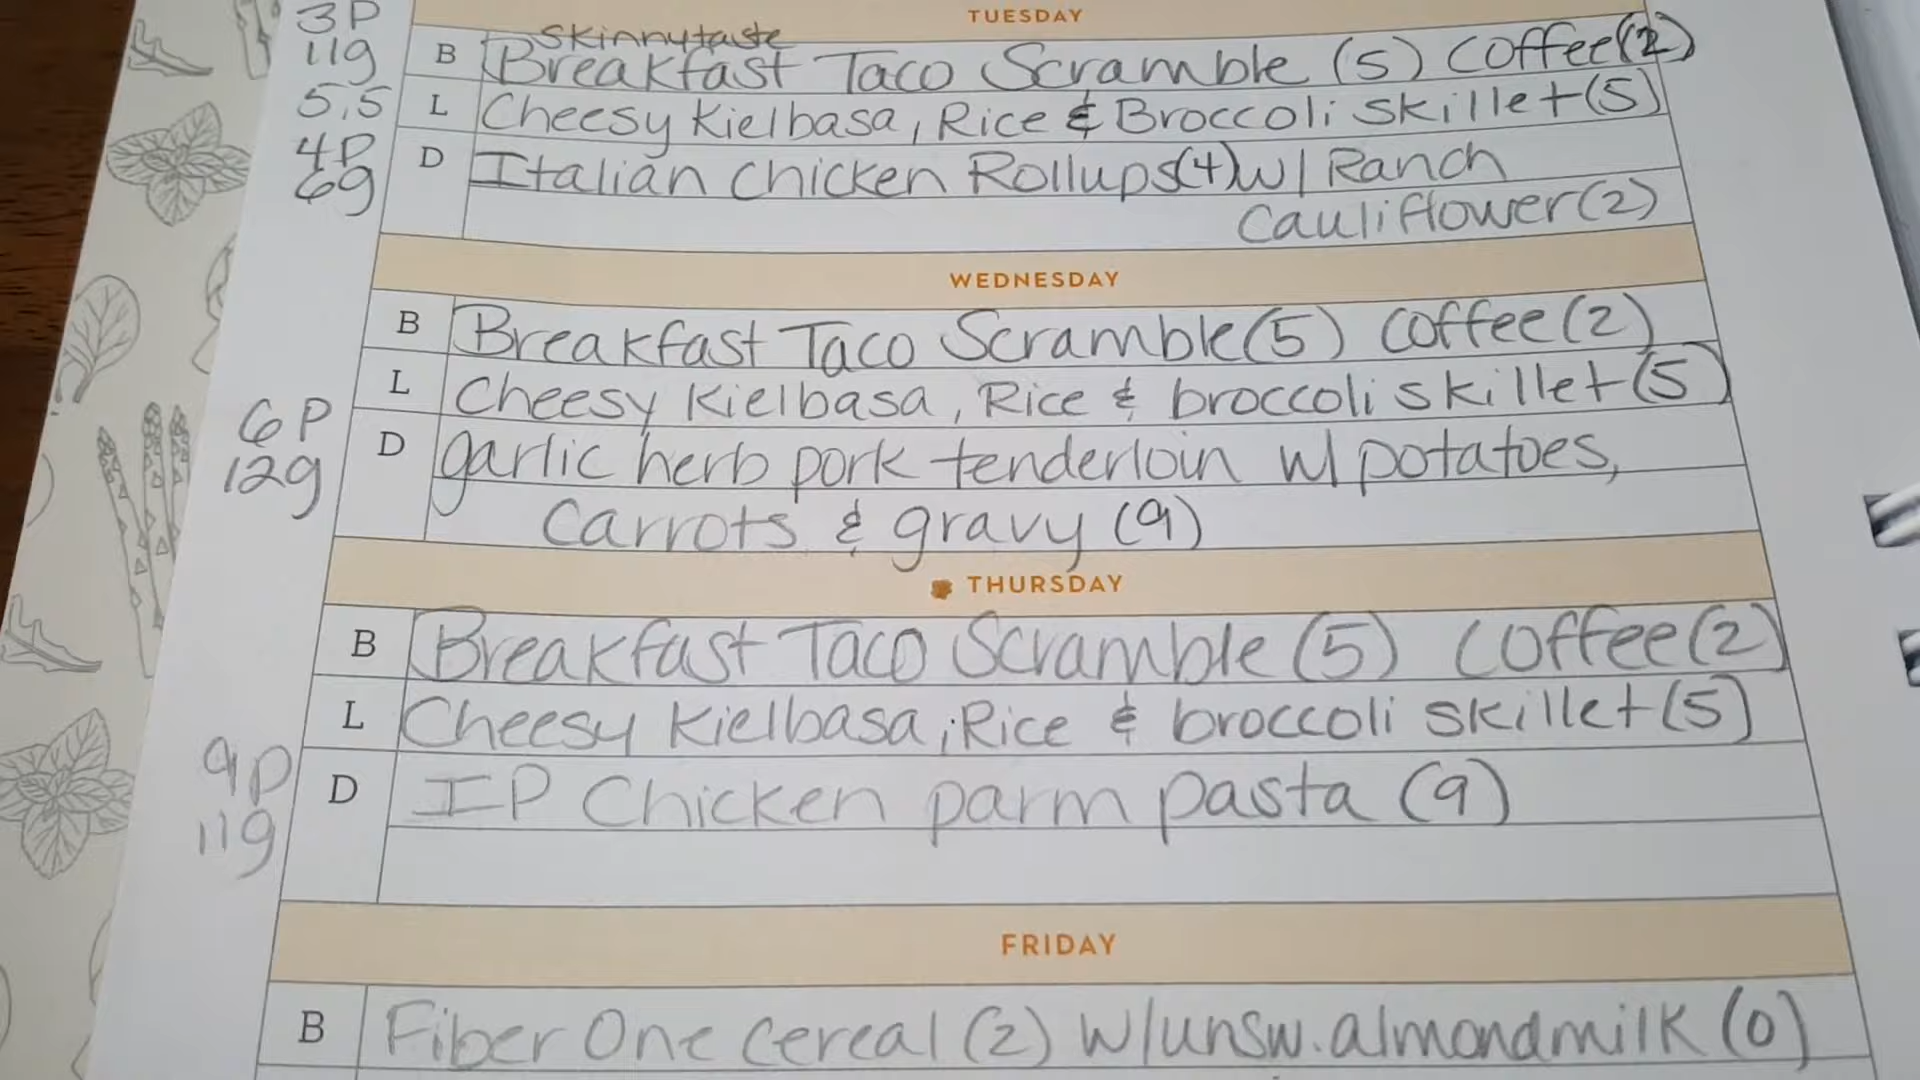 TUESDAY
3P
11g
skinnytaste
B Breakfast Taco Scramble (5) Coffee (2)
5,5
L Cheesy Kielbasa, Rice & Broccoli Skillet (5)
4P
6g
D Italian Chicken Rollups (4) w/ Ranch
Cauliflower (2)
WEDNESDAY
B Breakfast Taco Scramble (5) Coffee (2)
L Cheesy Kielbasa, Rice & broccoli skillet (5)
6P
12g
D garlic herb pork tenderloin w/ potatoes,
Carrots & gravy (9)
THURSDAY
B Breakfast Taco Scramble (5) Coffee (2)
L Cheesy Kielbasa, Rice & broccoli skillet (5)
9P
11g
D IP Chicken parm pasta (9)
FRIDAY
B Fiber One cereal (2) w/unsw. almondmilk (0)